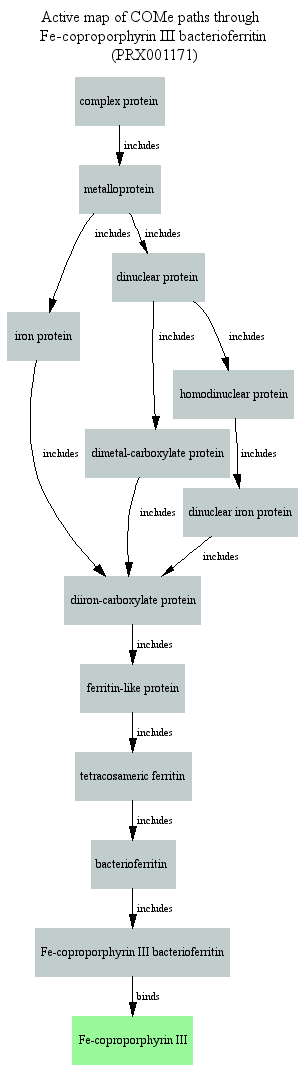 Active map of COMe paths through
Fe-coproporphyrin III bacterioferritin
(PRX001171)
complex protein
includes
metalloprotein
includes
includes
dinuclear protein
iron protein
includes
includes
homodinuclear protein
dimetal-carboxylate protein
includes
includes
dinuclear iron protein
includes
includes
diiron-carboxylate protein
includes
ferritin-like protein
includes
tetracosameric ferritin
includes
bacterioferritin
includes
Fe-coproporphyrin III bacterioferritin
binds
Fe-coproporphyrin III